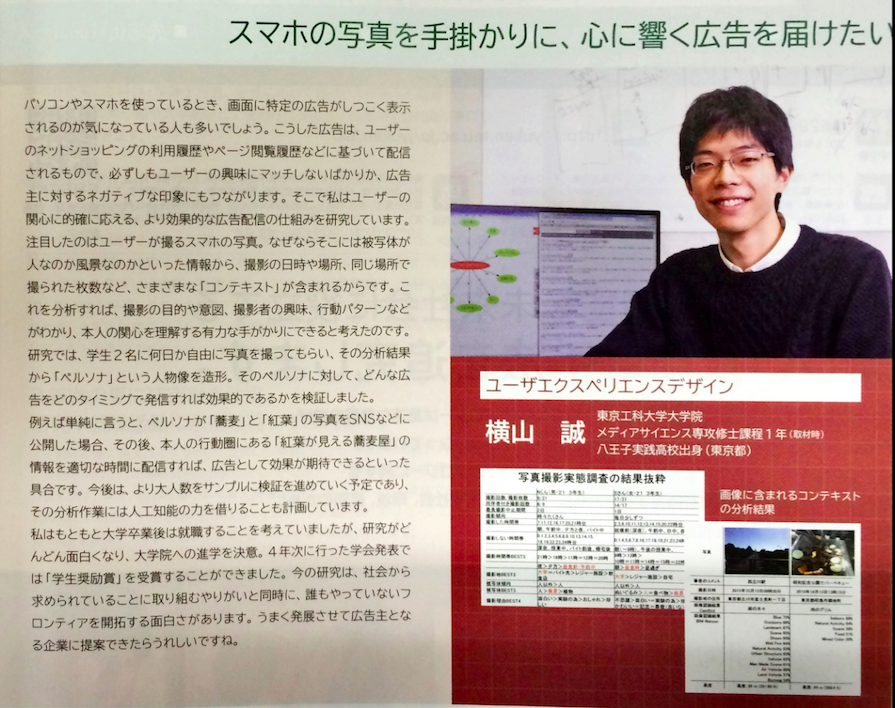 スマホの写真を手掛かりに、心に響く広告を届けたい
パソコンやスマホを使っているとき、画面に特定の広告がしつこく表示
されるのが気になっている人も多いでしょう。こうした広告は、ユーザー
のネットショッピングの利用履歴やページ閲覧履歴などに基づいて配信
されるもので、必ずしもユーザーの興味にマッチしないばかりか、広告
主に対するネガティブな印象にもつながります。そこで私はユーザーの
関心に的確に応える、より効果的な広告配信の仕組みを研究しています。
注目したのはユーザーが撮るスマホの写真。なぜならそこには被写体が
人なのか風景なのかといった情報から、撮影の日時や場所、同じ場所で
撮られた枚数など、さまざまな「コンテキスト」が含まれるからです。こ
れを分析すれば、撮影の目的や意図、撮影者の興味、行動パターンなど
がわかり、本人の関心を理解する有力な手がかりにできると考えたのです。
研究では、学生２名に何日か自由に写真を撮ってもらい、その分析結果
から「ペルソナ」という人物像を造形。そのペルソナに対して、どんな広
告をどのタイミングで発信すれば効果的であるかを検証しました。
例えば単純に言うと、ペルソナが「蕎麦」と「紅葉」の写真をSNSなどに
公開した場合、その後、本人の行動圏にある「紅葉が見える蕎麦屋」の
情報を適切な時間に配信すれば、広告として効果が期待できるといった
具合です。今後は、より大人数をサンプルに検証を進めていく予定であり、
その分析作業には人工知能の力を借りることも計画しています。
私はもともと大学卒業後は就職することを考えていましたが、研究がど
んどん面白くなり、大学院への進学を決意。４年次に行った学会発表で
は「学生奨励賞」を受賞することができました。今の研究は、社会から
求められていることに取り組むやりがいと同時に、誰もやっていないフ
ロンティアを開拓する面白さがあります。うまく発展させて広告主とな
る企業に提案できたらうれしいですね。
ユーザエクスペリエンスデザイン
横山 誠
東京工科大学大学院
メディアサイエンス専攻修士課程１年（取材時）
八王子実践高校出身（東京都）
写真撮影実態調査の結果抜粋
画像に含まれるコンテキスト
の分析結果
写真